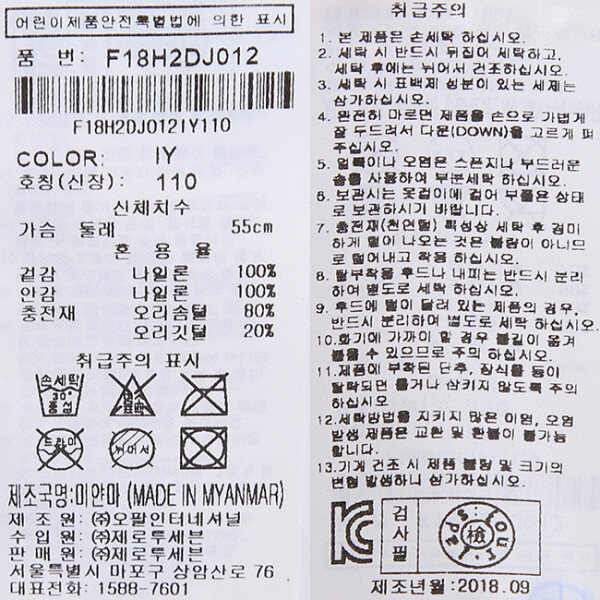 어린이제품안전특별법에 의한 표시
품 번: F18H2DJ012
F18H2DJ012IY110
COLOR: IY
호칭(신장): 110
신체치수
가슴 둘레 55cm
혼 용 율
겉감 나일론 100%
안감 나일론 100%
충전재 오리솜털 80%
오리깃털 20%
취급주의 표시
손세탁
30°
중성
드라이
뉘어서
제조국명:미얀마 (MADE IN MYANMAR)
제 조 원: (주)오팔인터네셔널
수 입 원: (주)제로투세븐
판 매 원: (주)제로투세븐
서울특별시 마포구 상암산로 76
대표전화: 1588-7601
취급주의
1. 본 제품은 손세탁 하십시오.
2. 세탁 시 반드시 뒤집어 세탁하고,
세탁 후에는 뉘어서 건조하십시오.
3. 세탁 시 표백제 성분이 있는 세제는
삼가하십시오.
4. 완전히 마르면 제품을 손으로 가볍게
잘 두드려서 다운(DOWN)을 고르게 펴
주십시오.
5. 얼룩이나 오염은 스펀지나 부드러운
솔을 사용하여 부분세탁 하십시오.
6. 보관시는 옷걸이에 걸어 부풀은 상태
로 보관하시기 바랍니다.
7. 충전재(천연털) 특성상 세탁 후 경미
하게 털이 나오는 것은 불량이 아니므
로 털어내고 착용 하십시오.
8. 탈부착용 후드나 내피는 반드시 분리
하여 별도로 세탁 하십시오.
9. 후드에 털이 달려 있는 제품의 경우,
반드시 분리하여 별도로 세탁하십시오.
10.화기에 가까이 할 경우 불길이 옮겨
붙을 수 있으므로 주의 하십시오.
11.제품에 부착된 단추, 장식물 등이
탈락되면 물거나 삼키지 않도록 주의
하십시오.
12.세탁방법을 지키지 않은 이염, 오염
발생 제품은 교환 및 환불이 불가능
합니다.
13.기계 건조 시 제품 뭉침 및 크기의
변형 발생하니 삼가하십시오.
검사필
檢
제조년월:2018.09